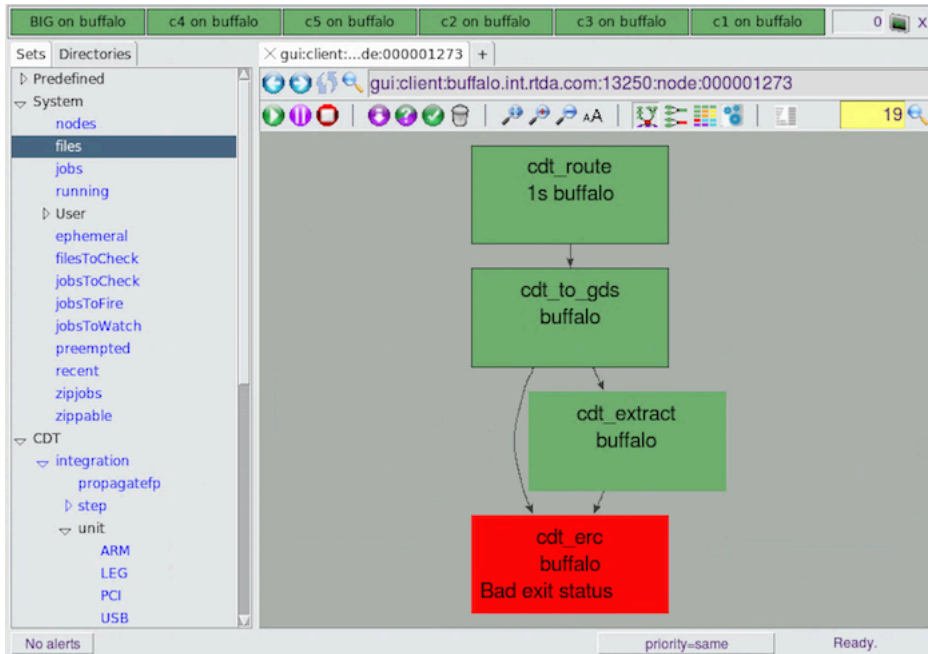 BIG on buffalo
c4 on buffalo
c5 on buffalo
c2 on buffalo
c3 on buffalo
c1 on buffalo
0
X
Sets
Directories
gui:client:...de:000001273
+
gui:client:buffalo.int.rtda.com:13250:node:000001273
AA
19
Predefined
System
nodes
files
jobs
running
User
ephemeral
filesToCheck
jobsToCheck
jobsToFire
jobsToWatch
preempted
recent
zipjobs
zippable
CDT
integration
propagatefp
step
unit
ARM
LEG
PCI
USB
cdt_route
1s buffalo
cdt_to_gds
buffalo
cdt_extract
buffalo
cdt_erc
buffalo
Bad exit status
No alerts
priority=same
Ready.